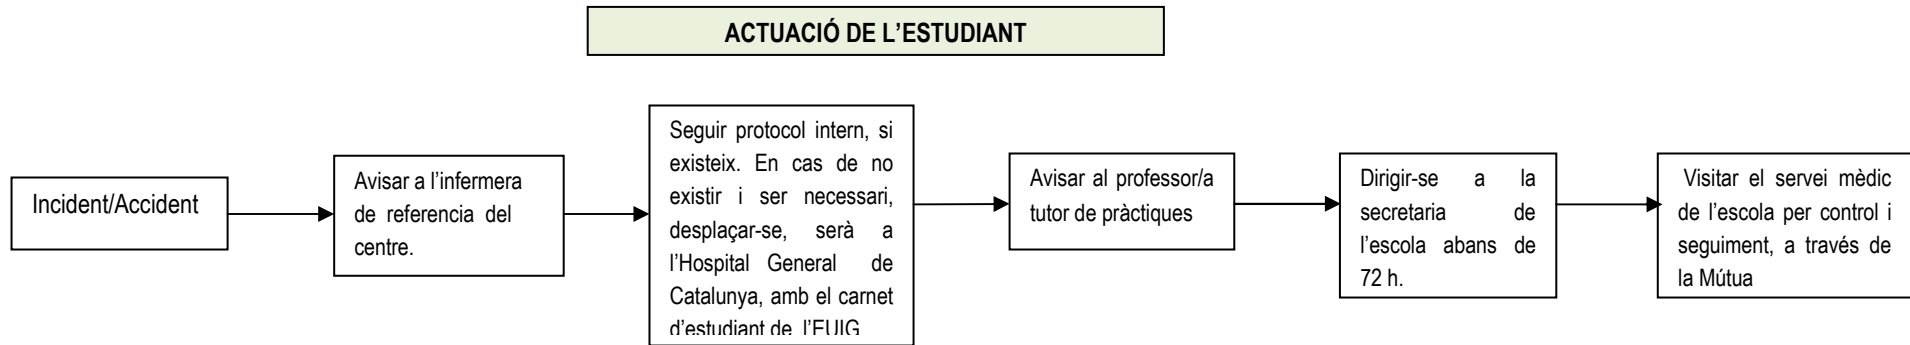 ACTUACIÓ DE L’ESTUDIANT
Incident/Accident
Avisar a l’infermera
de referencia del
centre.
Seguir protocol intern, si
existeix. En cas de no
existir i ser necessari,
desplaçar-se, serà a
l’Hospital General de
Catalunya, amb el carnet
d’estudiant de l’EUIG
Avisar al professor/a
tutor de pràctiques
Dirigir-se a la
secretaria de
l’escola abans de
72 h.
Visitar el servei mèdic
de l’escola per control i
seguiment, a través de
la Mútua